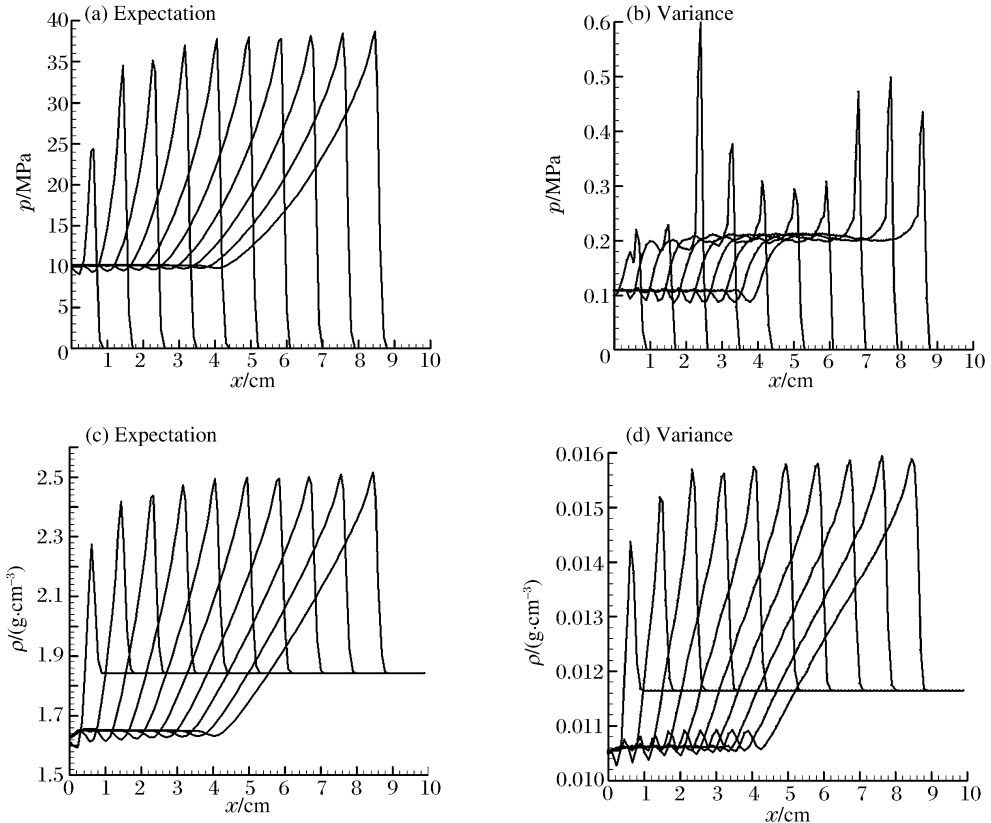 (a) Expectation
40
35
30
25
20
15
10
5
0
p/MPa
1 2 3 4 5 6 7 8 9 10
x/cm
(b) Variance
0.6
0.5
0.4
0.3
0.2
0.1
0
p/MPa
0 1 2 3 4 5 6 7 8 9 10
x/cm
(c) Expectation
2.5
2.3
2.1
1.9
1.7
1.5
ρ/(g·cm⁻³)
0 1 2 3 4 5 6 7 8 9 10
x/cm
(d) Variance
0.016
0.015
0.014
0.013
0.012
0.011
0.010
ρ/(g·cm⁻³)
0 1 2 3 4 5 6 7 8 9 10
x/cm